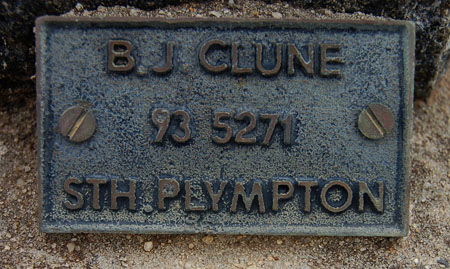 B.J. CLUNE
93 5271
STH. PLYMPTON